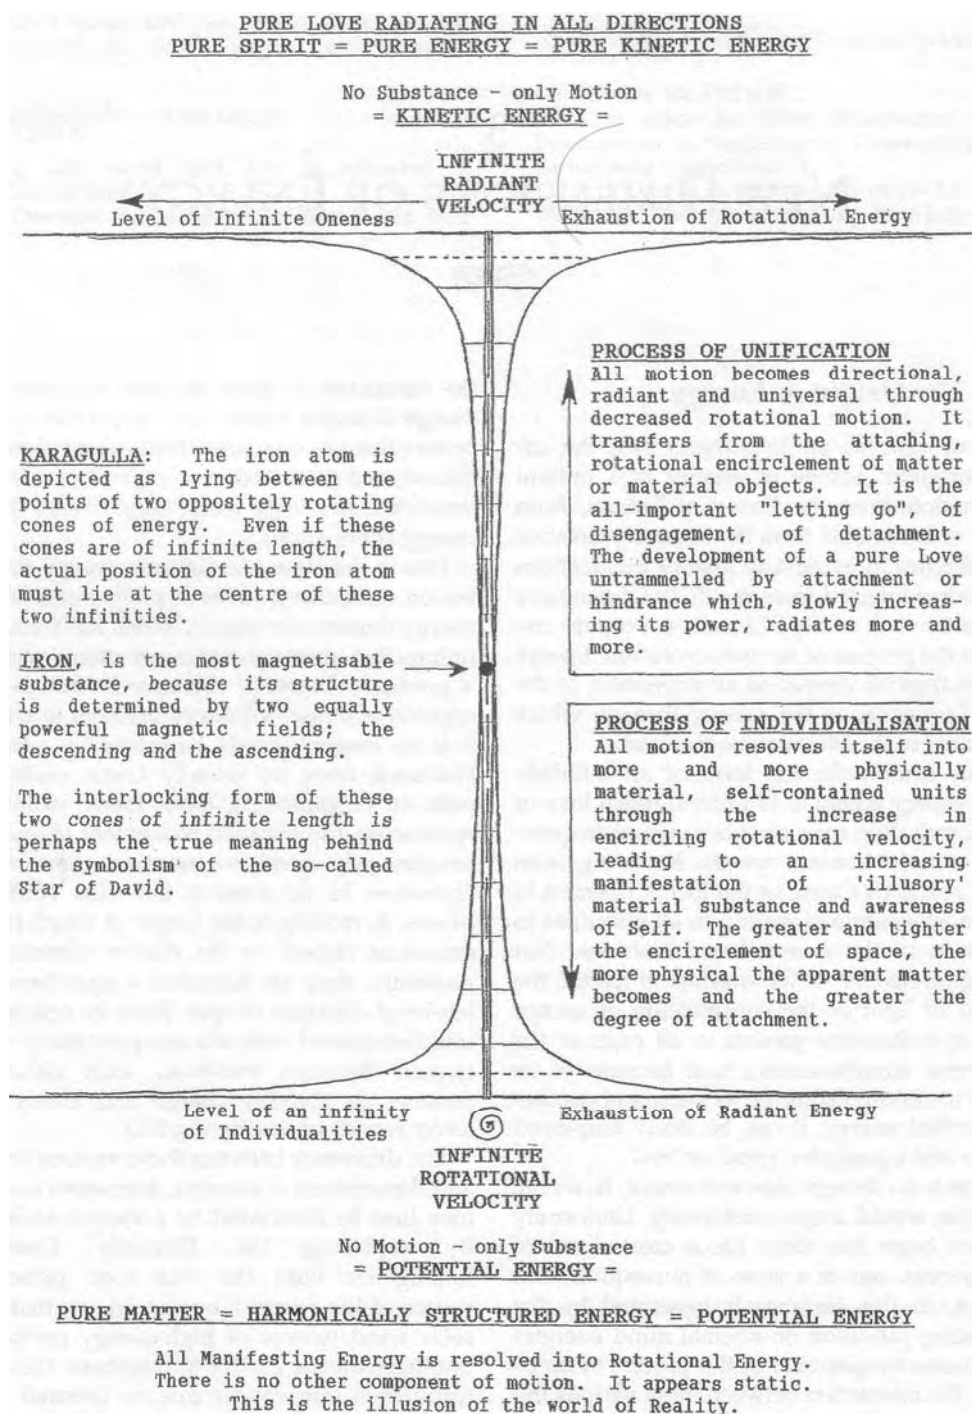 PURE LOVE RADIATING IN ALL DIRECTIONS
PURE SPIRIT = PURE ENERGY = PURE KINETIC ENERGY
No Substance - only Motion
= KINETIC ENERGY =
INFINITE
RADIANT
VELOCITY
Level of Infinite Oneness
Exhaustion of Rotational Energy
PROCESS OF UNIFICATION
All motion becomes directional,
radiant and universal through
decreased rotational motion. It
transfers from the attaching,
rotational encirclement of matter
or material objects. It is the
all-important "letting go", of
disengagement, of detachment.
The development of a pure Love
untrammelled by attachment or
hindrance which, slowly increas-
ing its power, radiates more and
more.
KARAGULLA: The iron atom is
depicted as lying between the
points of two oppositely rotating
cones of energy. Even if these
cones are of infinite length, the
actual position of the iron atom
must lie at the centre of these
two infinities.
IRON, is the most magnetisable
substance, because its structure
is determined by two equally
powerful magnetic fields; the
descending and the ascending.
The interlocking form of these
two cones of infinite length is
perhaps the true meaning behind
the symbolism of the so-called
Star of David.
PROCESS OF INDIVIDUALISATION
All motion resolves itself into
more and more physically
material, self-contained units
through the increase in
encircling rotational velocity,
leading to an increasing
manifestation of 'illusory'
material substance and awareness
of Self. The greater and tighter
the encirclement of space, the
more physical the apparent matter
becomes and the greater the
degree of attachment.
Level of an infinity
of Individualities
Exhaustion of Radiant Energy
INFINITE
ROTATIONAL
VELOCITY
No Motion - only Substance
= POTENTIAL ENERGY =
PURE MATTER = HARMONICALLY STRUCTURED ENERGY = POTENTIAL ENERGY
All Manifesting Energy is resolved into Rotational Energy.
There is no other component of motion. It appears static.
This is the illusion of the world of Reality.